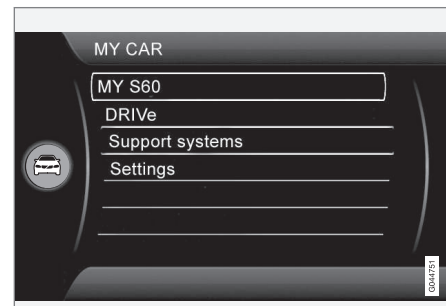 MY CAR
MY S60
DRIVe
Support systems
Settings
G044751